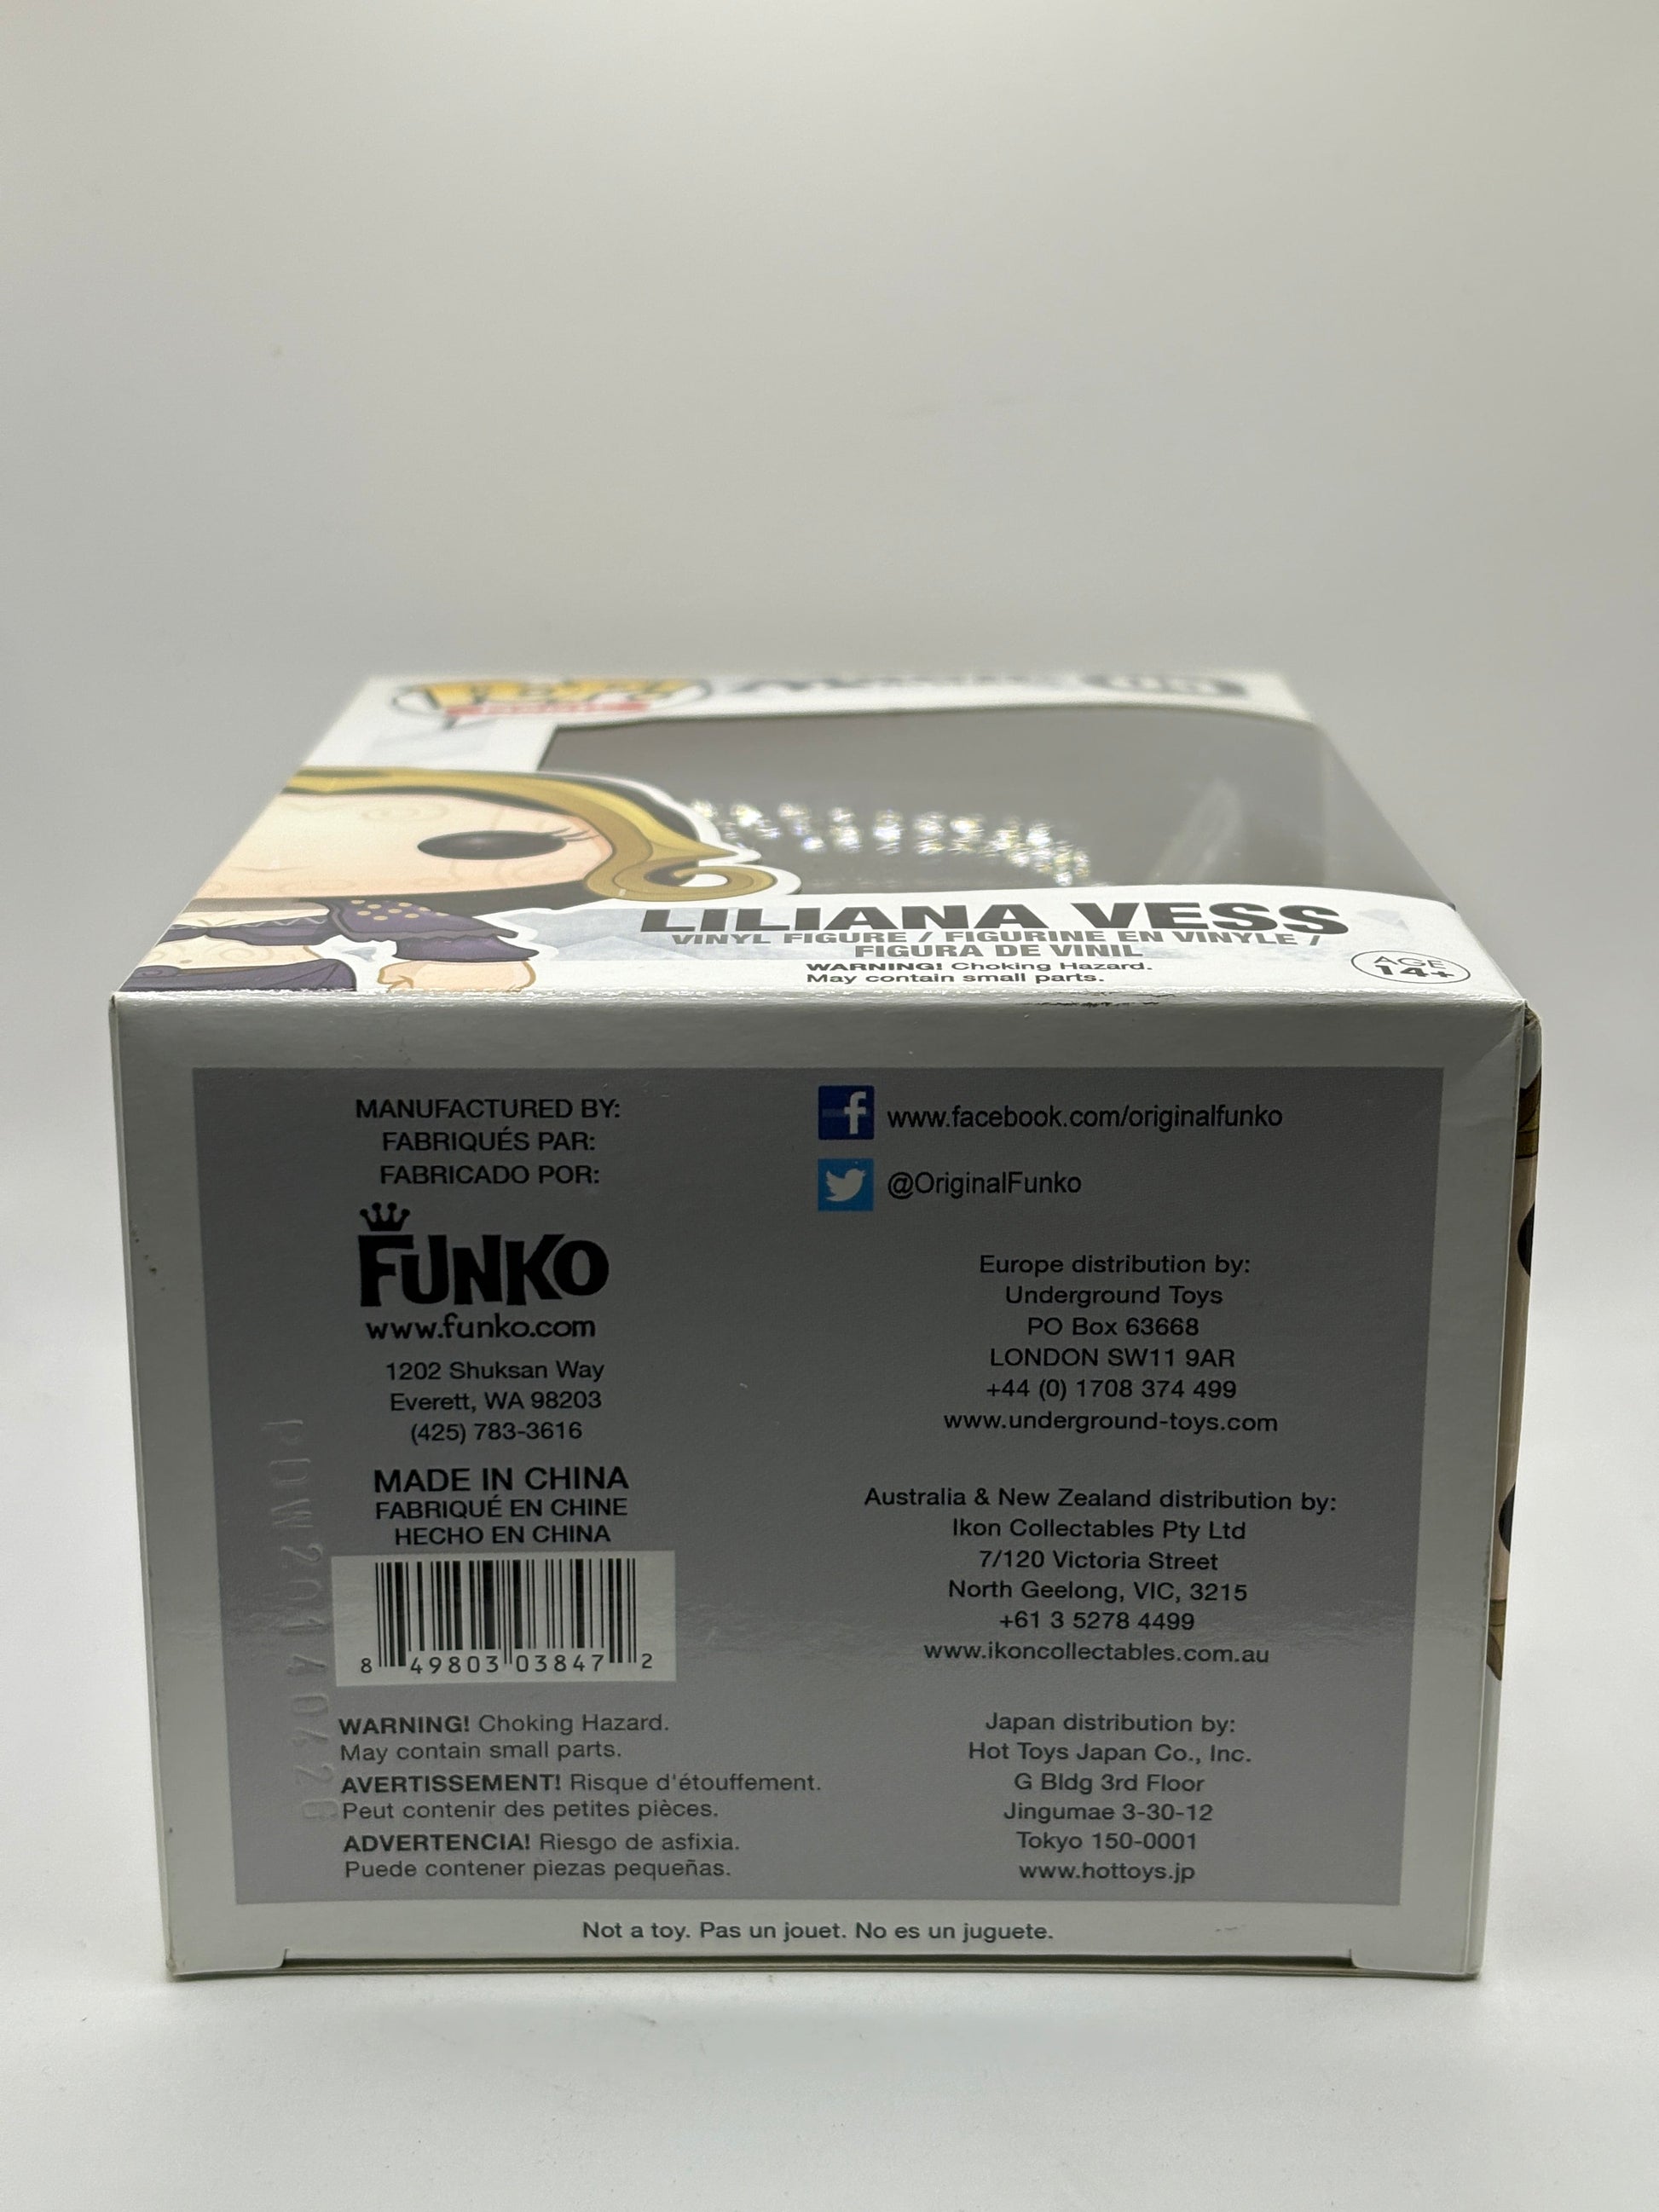 POP!
LILIANA VESS
VINYL FIGURE / FIGURINE EN VINYLE /
FIGURA DE VINIL
WARNING! Choking Hazard.
May contain small parts.
AGE
14+
MANUFACTURED BY:
FABRIQUÉS PAR:
FABRICADO POR:
FUNKO
www.funko.com
1202 Shuksan Way
Everett, WA 98203
(425) 783-3616
MADE IN CHINA
FABRIQUÉ EN CHINE
HECHO EN CHINA
8 49803 03847 2
WARNING! Choking Hazard.
May contain small parts.
AVERTISSEMENT! Risque d'étouffement.
Peut contenir des petites pièces.
ADVERTENCIA! Riesgo de asfixia.
Puede contener piezas pequeñas.
f www.facebook.com/originalfunko
@OriginalFunko
Europe distribution by:
Underground Toys
PO Box 63668
LONDON SW11 9AR
+44 (0) 1708 374 499
www.underground-toys.com
Australia & New Zealand distribution by:
Ikon Collectables Pty Ltd
7/120 Victoria Street
North Geelong, VIC, 3215
+61 3 5278 4499
www.ikoncollectables.com.au
Japan distribution by:
Hot Toys Japan Co., Inc.
G Bldg 3rd Floor
Jingumae 3-30-12
Tokyo 150-0001
www.hottoys.jp
Not a toy. Pas un jouet. No es un juguete.